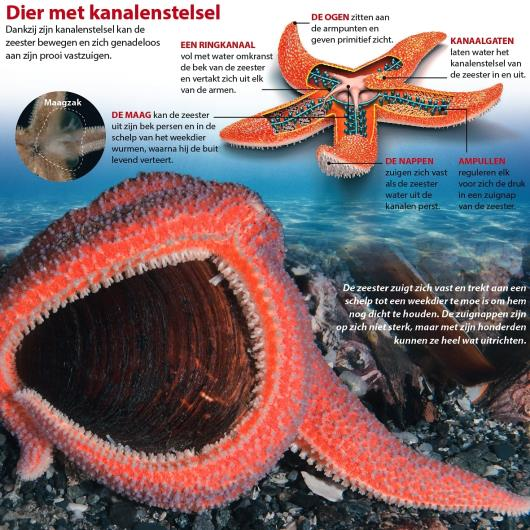 Dier met kanalenstelsel
Dankzij zijn kanalenstelsel kan de
zeester bewegen en zich genadeloos
aan zijn prooi vastzuigen.
DE OGEN zitten aan
de armpunten en
geven primitief zicht.
EEN RINGKANAAL
vol met water omkranst
de bek van de zeester
en vertakt zich uit elk
van de armen.
KANAALGATEN
laten water het
kanalenstelsel van
de zeester in en uit.
Maagzak
DE MAAG kan de zeester
uit zijn bek persen en in de
schelp van het weekdier
wurmen, waarna hij de buit
levend verteert.
DE NAPPEN
zuigen zich vast
als de zeester
water uit de
kanalen perst.
AMPULLEN
reguleren elk
voor zich de druk
in een zuignap
van de zeester.
De zeester zuigt zich vast en trekt aan een
schelp tot een weekdier te moe is om hem
nog dicht te houden. De zuignappen zijn
op zich niet sterk, maar met zijn honderden
kunnen ze heel wat uitrichten.